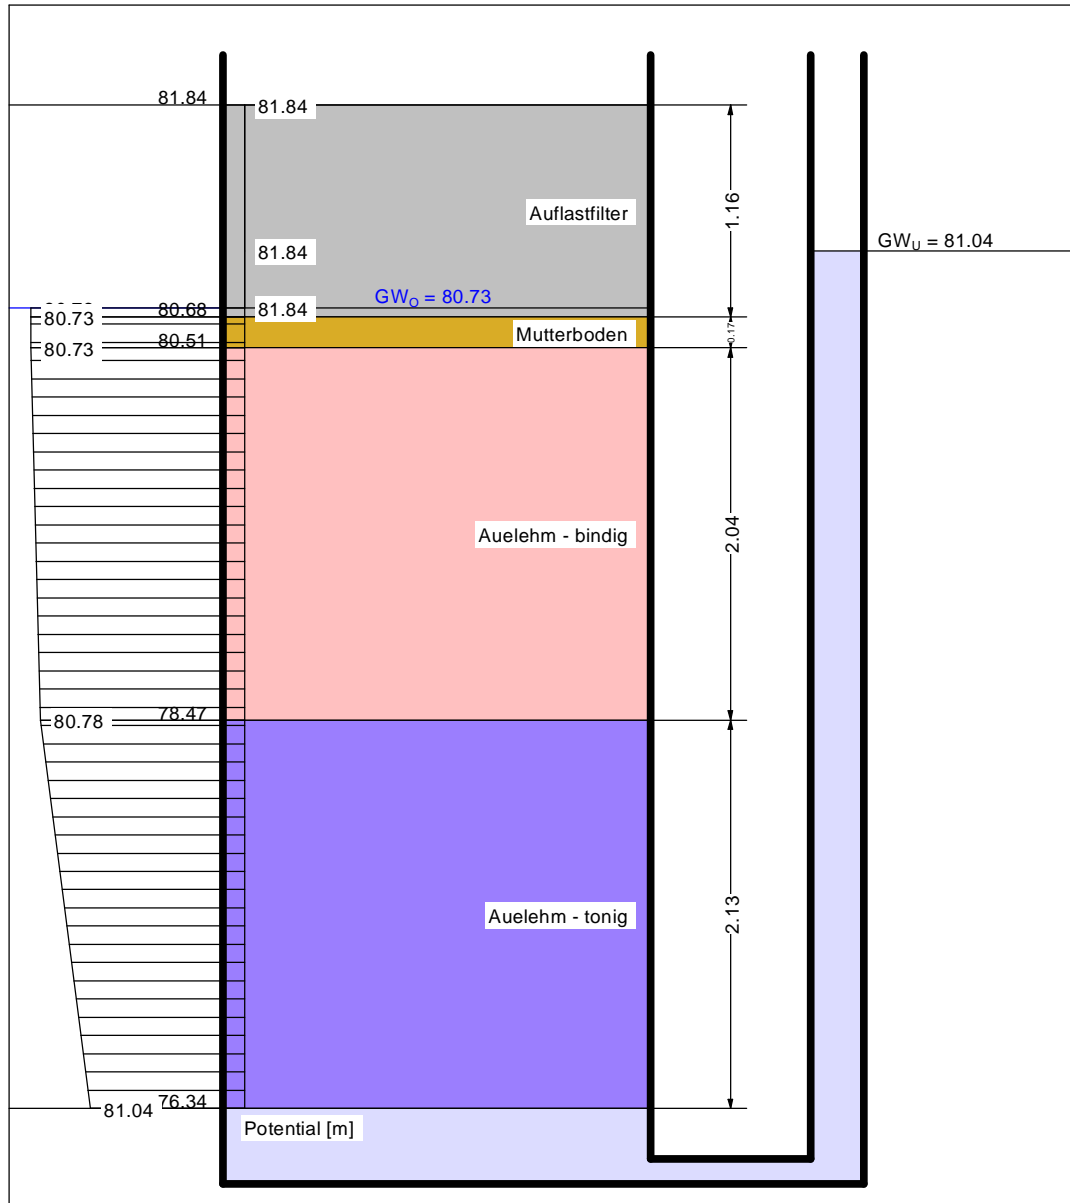 81.84
81.84
1.16
Auflastfilter
GW_U = 81.04
81.84
GW_O = 80.73
80.68
81.84
80.73
0.17
Mutterboden
80.51
80.73
2.04
Auelehm - bindig
78.47
80.78
2.13
Auelehm - tonig
76.34
81.04
Potential [m]